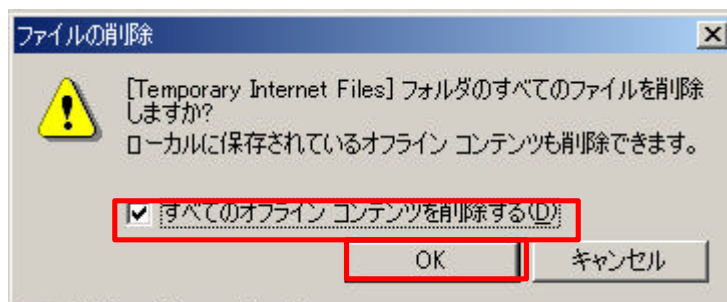 ファイルの削除
[Temporary Internet Files] フォルダのすべてのファイルを削除
しますか?
ローカルに保存されているオフライン コンテンツも削除できます。
すべてのオフライン コンテンツを削除する(D)
OK キャンセル